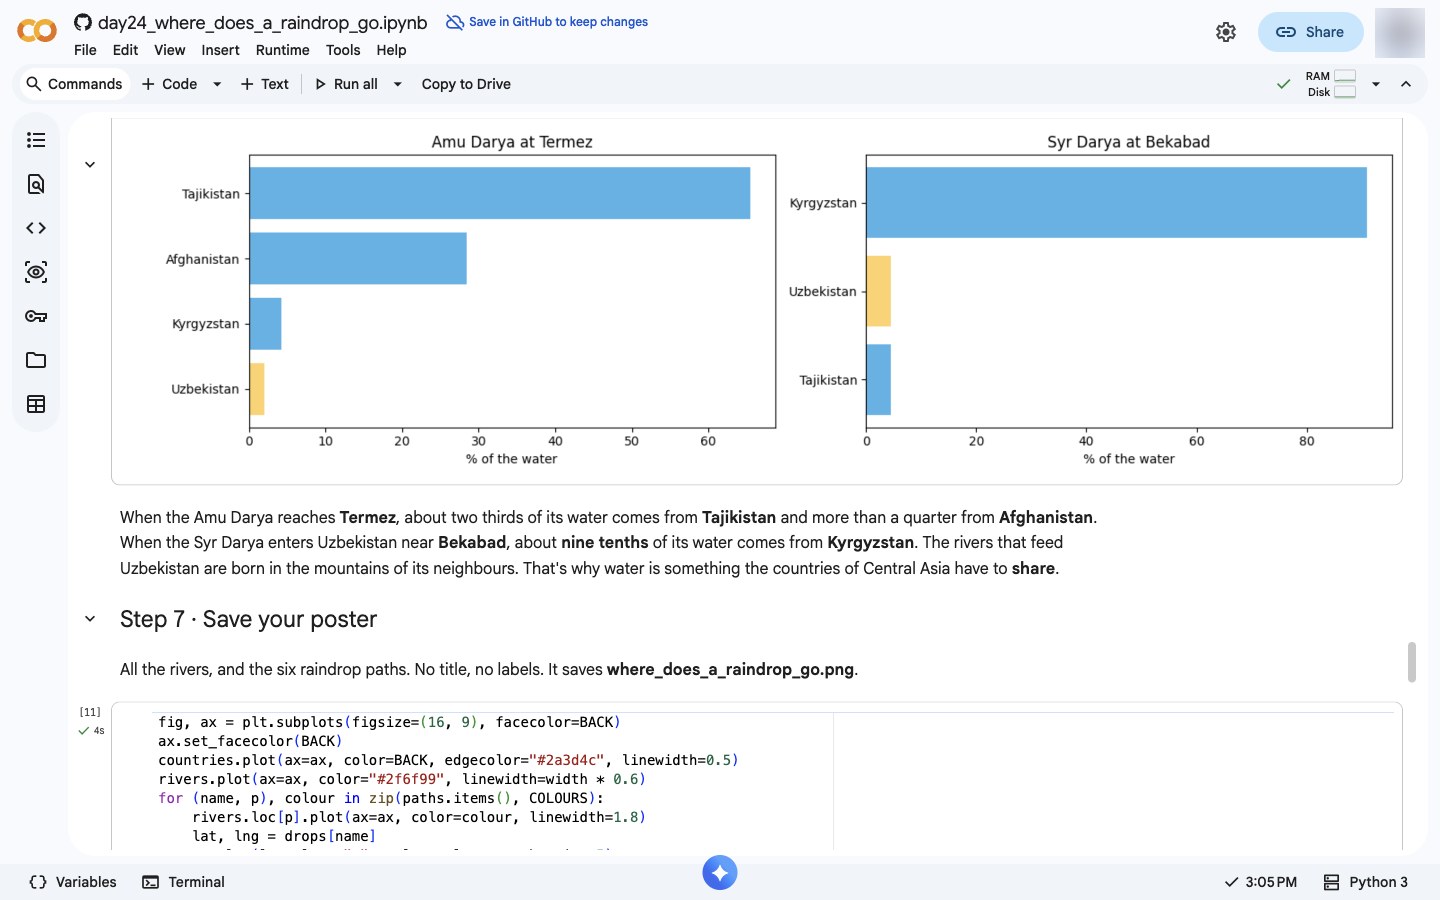 day24_where_does_a_raindrop_go.ipynb
Save in GitHub to keep changes
File Edit View Insert Runtime Tools Help
Share
Commands + Code + Text Run all Copy to Drive
RAM
Disk
Amu Darya at Termez
Tajikistan
Afghanistan
Kyrgyzstan
Uzbekistan
0 10 20 30 40 50 60
% of the water
Syr Darya at Bekabad
Kyrgyzstan
Uzbekistan
Tajikistan
0 20 40 60 80
% of the water
When the Amu Darya reaches Termez, about two thirds of its water comes from Tajikistan and more than a quarter from Afghanistan.
When the Syr Darya enters Uzbekistan near Bekabad, about nine tenths of its water comes from Kyrgyzstan. The rivers that feed
Uzbekistan are born in the mountains of its neighbours. That's why water is something the countries of Central Asia have to share.
Step 7 · Save your poster
All the rivers, and the six raindrop paths. No title, no labels. It saves where_does_a_raindrop_go.png.
[11]
4s
fig, ax = plt.subplots(figsize=(16, 9), facecolor=BACK)
ax.set_facecolor(BACK)
countries.plot(ax=ax, color=BACK, edgecolor="#2a3d4c", linewidth=0.5)
rivers.plot(ax=ax, color="#2f6f99", linewidth=width * 0.6)
for (name, p), colour in zip(paths.items(), COLOURS):
    rivers.loc[p].plot(ax=ax, color=colour, linewidth=1.8)
    lat, lng = drops[name]
Variables Terminal
3:05 PM Python 3